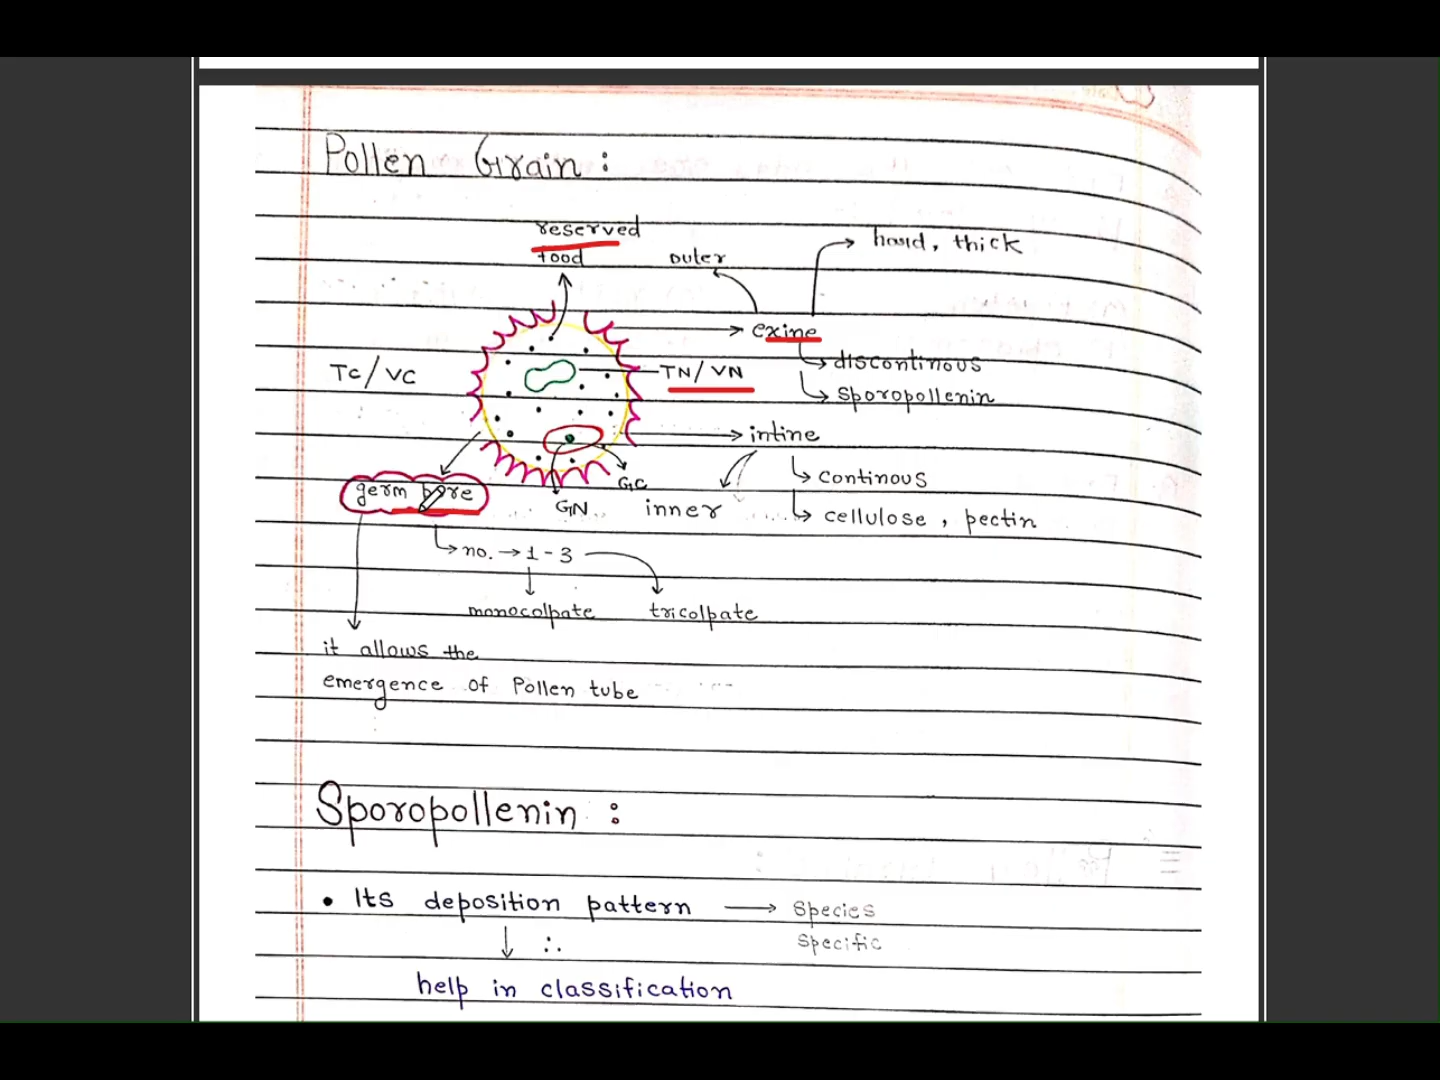 Pollen Grain :
reserved
food
outer
hard, thick
exine
discontinous
sporopollenin
Tc/VC
TN/VN
intine
continous
cellulose, pectin
inner
GC
GN
germ pore
no. → 1 - 3
monocolpate
tricolpate
it allows the
emergence of Pollen tube
Sporopollenin :
• Its deposition pattern → Species
Specific
∴
help in classification